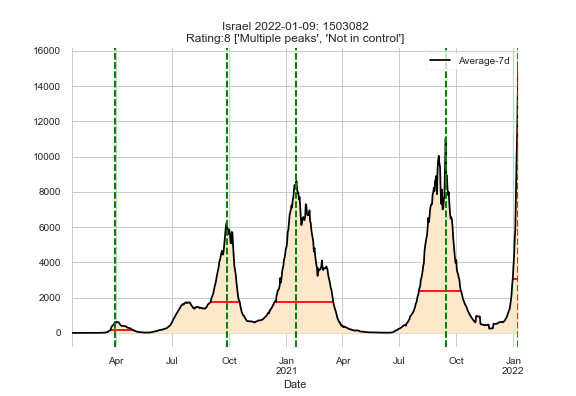 Israel 2022-01-09: 1503082
Rating:8 ['Multiple peaks', 'Not in control']
Average-7d
16000
14000
12000
10000
8000
6000
4000
2000
0
Apr Jul Oct Jan Apr Jul Oct Jan
2021 2022
Date